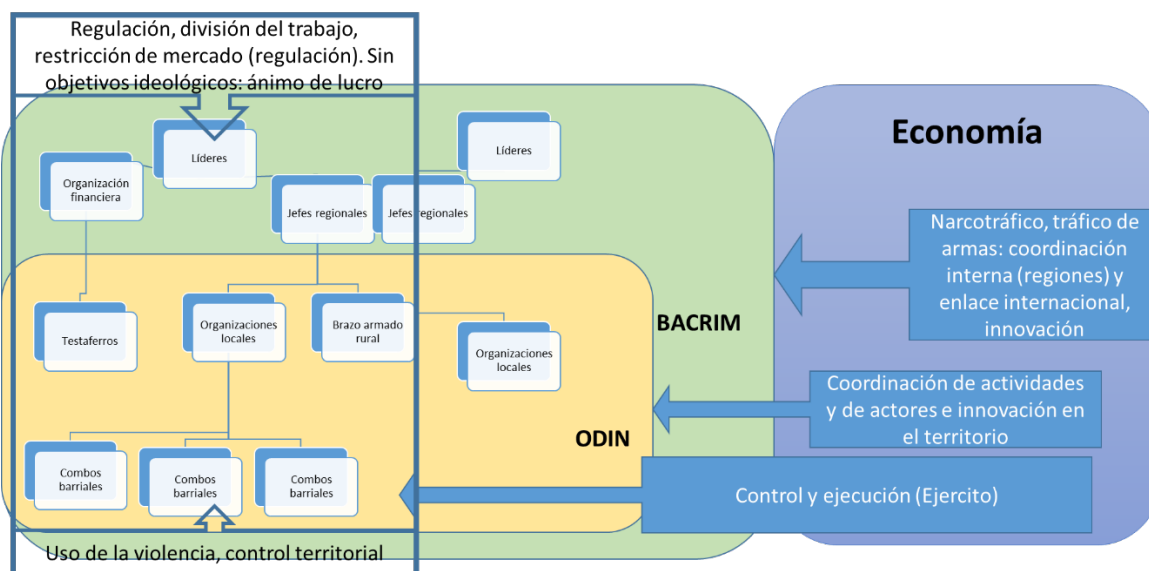 Regulación, división del trabajo,
restricción de mercado (regulación). Sin
objetivos ideológicos: ánimo de lucro
Economía
Líderes
Líderes
Organización
financiera
Jefes regionales
Jefes regionales
Narcotráfico, tráfico de
armas: coordinación
interna (regiones) y
enlace internacional,
innovación
BACRIM
Testaferros
Organizaciones
locales
Brazo armado
rural
Organizaciones
locales
Coordinación de actividades
y de actores e innovación en
el territorio
ODIN
Combos
barriales
Combos
barriales
Combos
barriales
Control y ejecución (Ejercito)
Uso de la violencia, control territorial